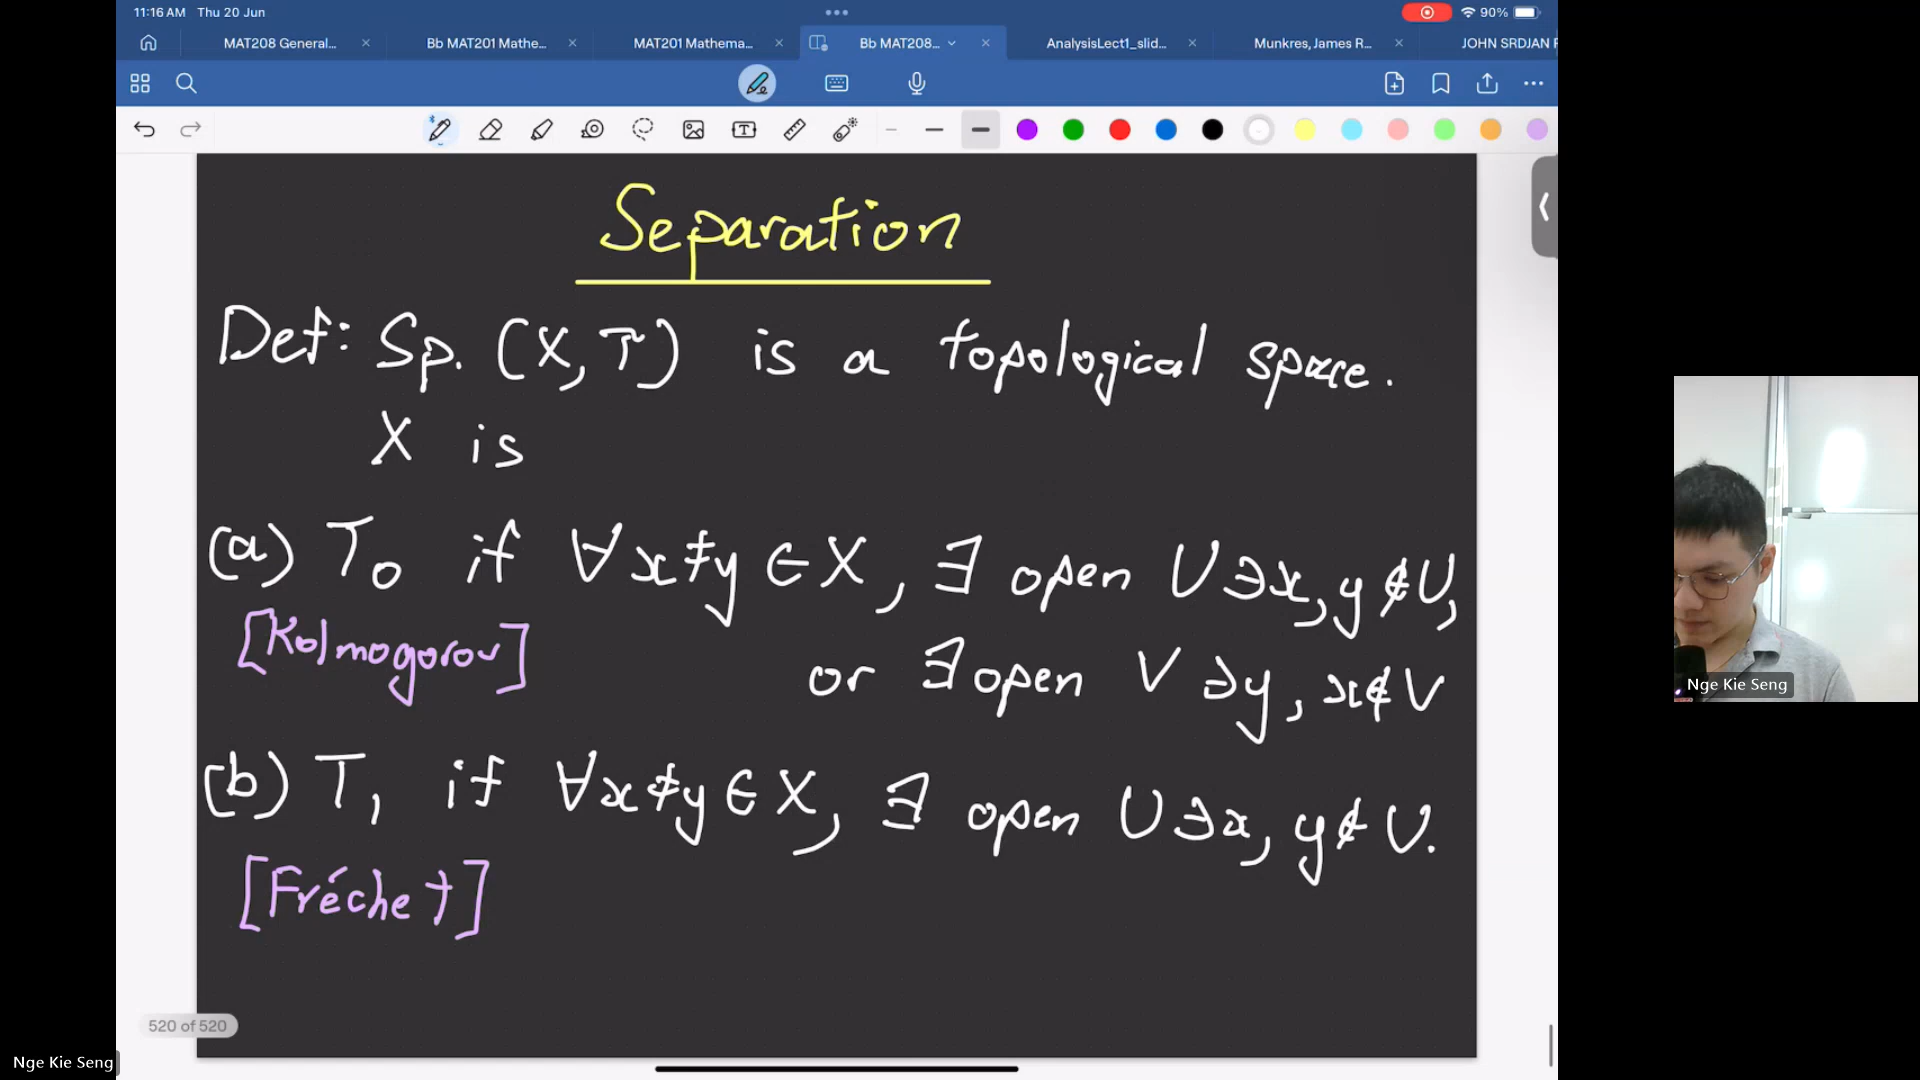 11:16 AM Thu 20 Jun
90%
MAT208 General...
Bb MAT201 Mathe...
MAT201 Mathema...
Bb MAT208...
AnalysisLect1_slid...
Munkres, James R...
JOHN SRDJAN P
Separation
Def: Sp. (X, T) is a topological space.
X is
(a) T₀ if ∀x≠y ∈ X, ∃ open U∋x, y∉U,
[Kolmogorov]
or ∃ open V∋y, x∉V
(b) T₁ if ∀x≠y ∈ X, ∃ open U∋x, y∉U.
[Fréchet]
520 of 520
Nge Kie Seng
Nge Kie Seng